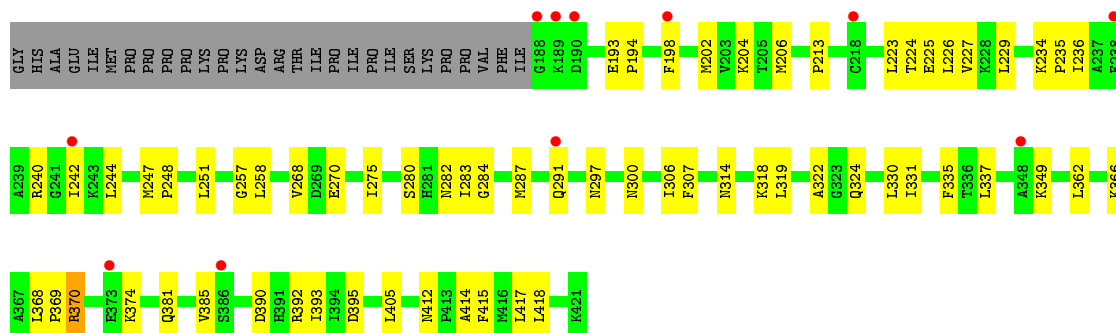 GLY HIS ALA GLU ILE MET PRO PRO PRO PRO LYS PRO LYS ASP ARG THR ILE PRO ILE PRO ILE SER LYS PRO PRO VAL PHE ILE G188 K189 D190 E193 P194 F198 M202 V203 K204 T205 M206 P213 C218 L223 T224 E225 L226 V227 K228 L229 K234 P235 I236 A237 E238
A239 R240 G241 I242 K243 L244 M247 P248 L251 G257 L258 V268 D269 E270 I275 S280 H281 N282 I283 G284 M287 Q291 N297 N300 I306 F307 N314 K318 L319 A322 G323 Q324 L330 I331 F335 T336 L337 A348 K349 L362 K366
A367 L368 P369 R370 E373 K374 Q381 V385 S386 D390 H391 R392 I393 I394 D395 L405 N412 P413 A414 F415 M416 L417 L418 K421